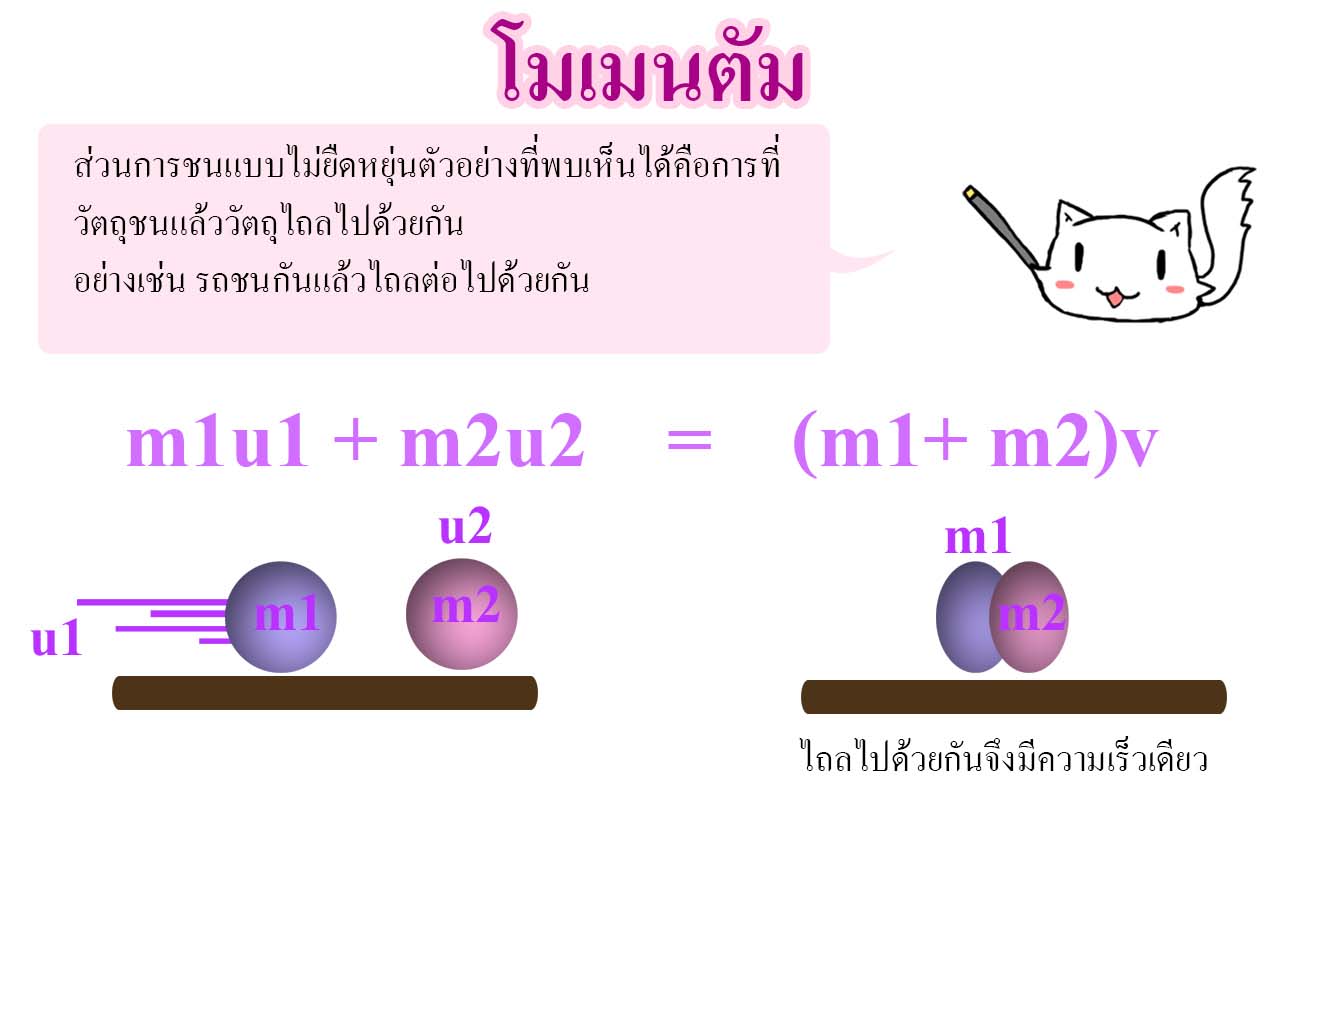 โมเมนตัม
ส่วนการชนแบบไม่ยืดหยุ่นตัวอย่างที่พบเห็นได้คือการที่
วัตถุชนแล้ววัตถุไถลไปด้วยกัน
อย่างเช่น รถชนกันแล้วไถลต่อไปด้วยกัน
m1u1 + m2u2 = (m1+ m2)v
u2
m1
u1
m1
m2
m2
ไถลไปด้วยกันจึงมีความเร็วเดียว